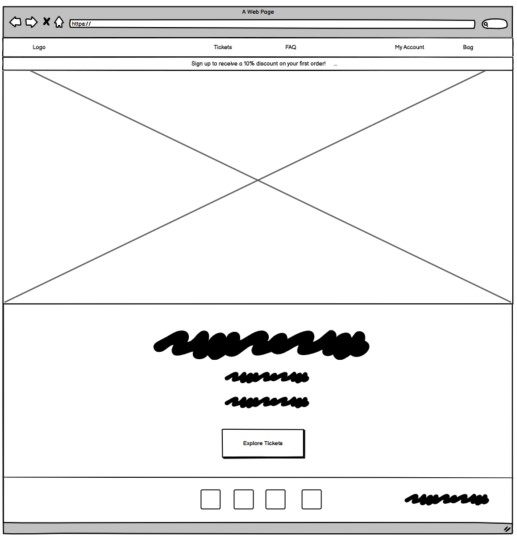 A Web Page
https://
Logo Tickets FAQ My Account Bag
Sign up to receive a 10% discount on your first order! ...
Explore Tickets